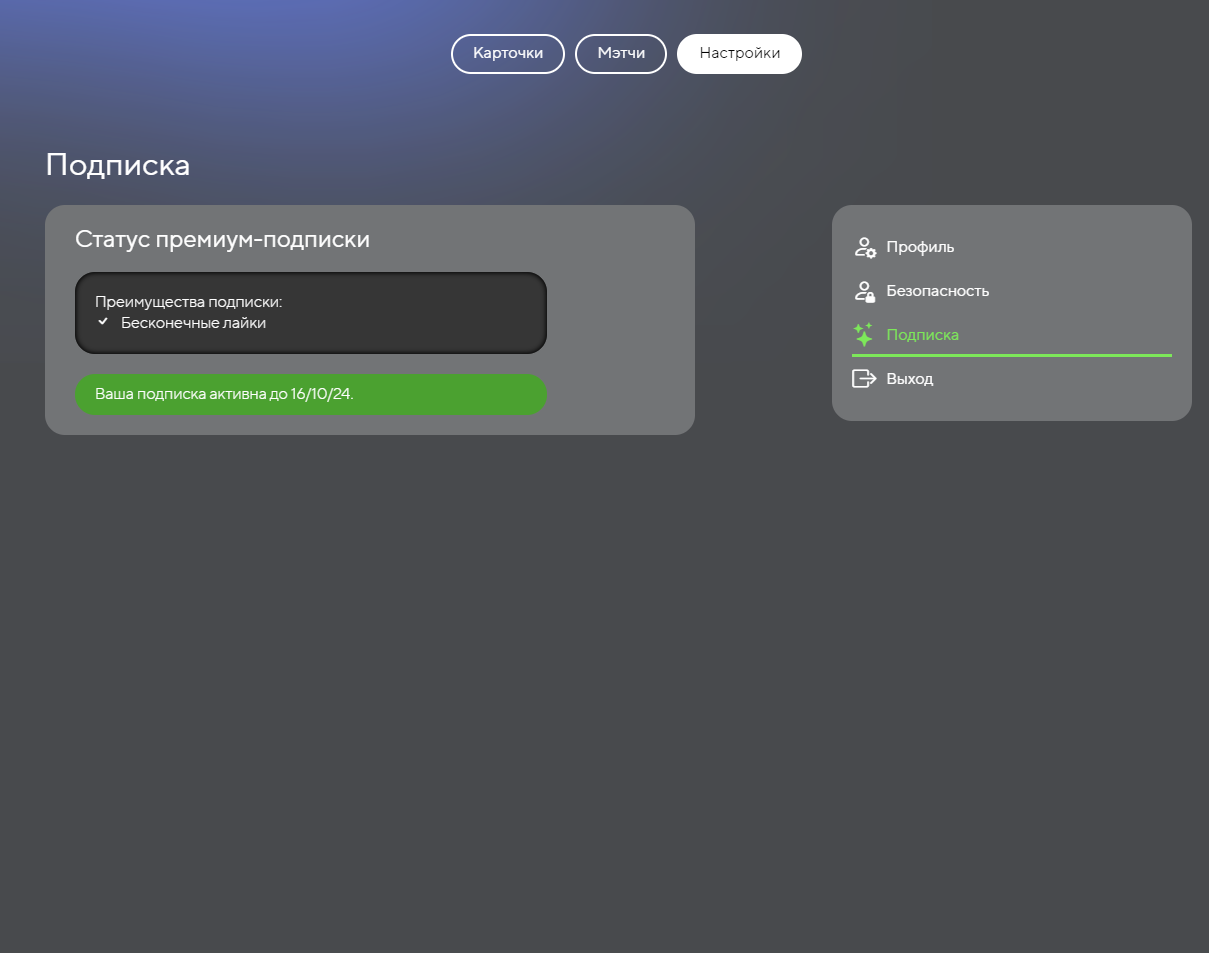 Карточки
Мэтчи
Настройки
Подписка
Статус премиум-подписки
Преимущества подписки:
Бесконечные лайки
Ваша подписка активна до 16/10/24.
Профиль
Безопасность
Подписка
Выход